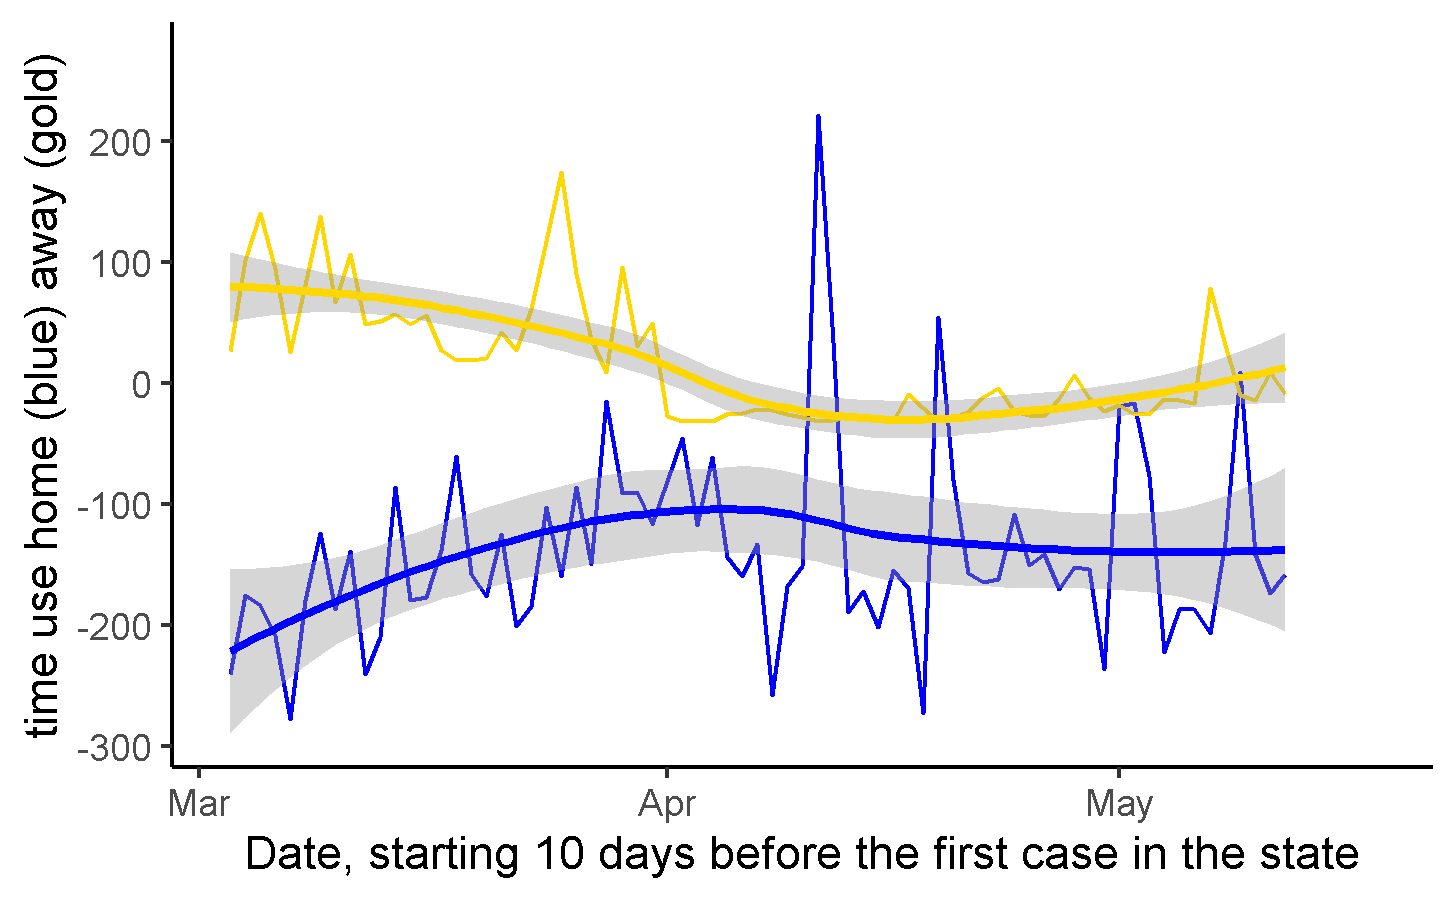 time use home (blue) away (gold)
200
100
0
-100
-200
-300
Mar Apr May
Date, starting 10 days before the first case in the state